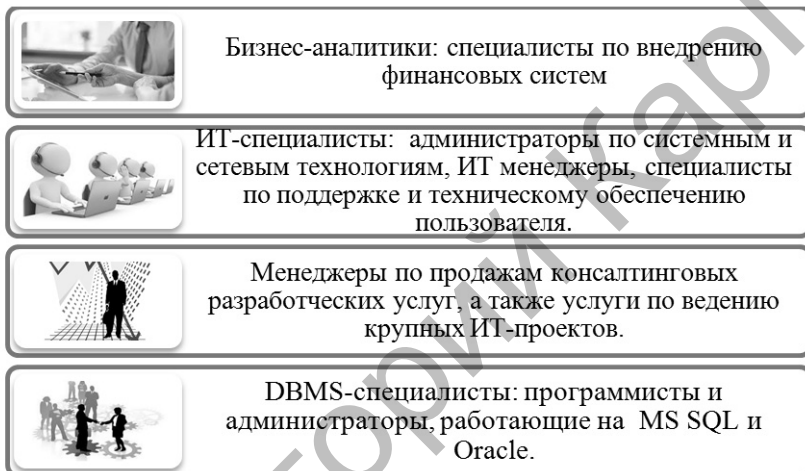 Бизнес-аналитики: специалисты по внедрению
финансовых систем
ИТ-специалисты: администраторы по системным и
сетевым технологиям, ИТ менеджеры, специалисты
по поддержке и техническому обеспечению
пользователя.
Менеджеры по продажам консалтинговых
разработческих услуг, а также услуги по ведению
крупных ИТ-проектов.
DBMS-специалисты: программисты и
администраторы, работающие на MS SQL и
Oracle.